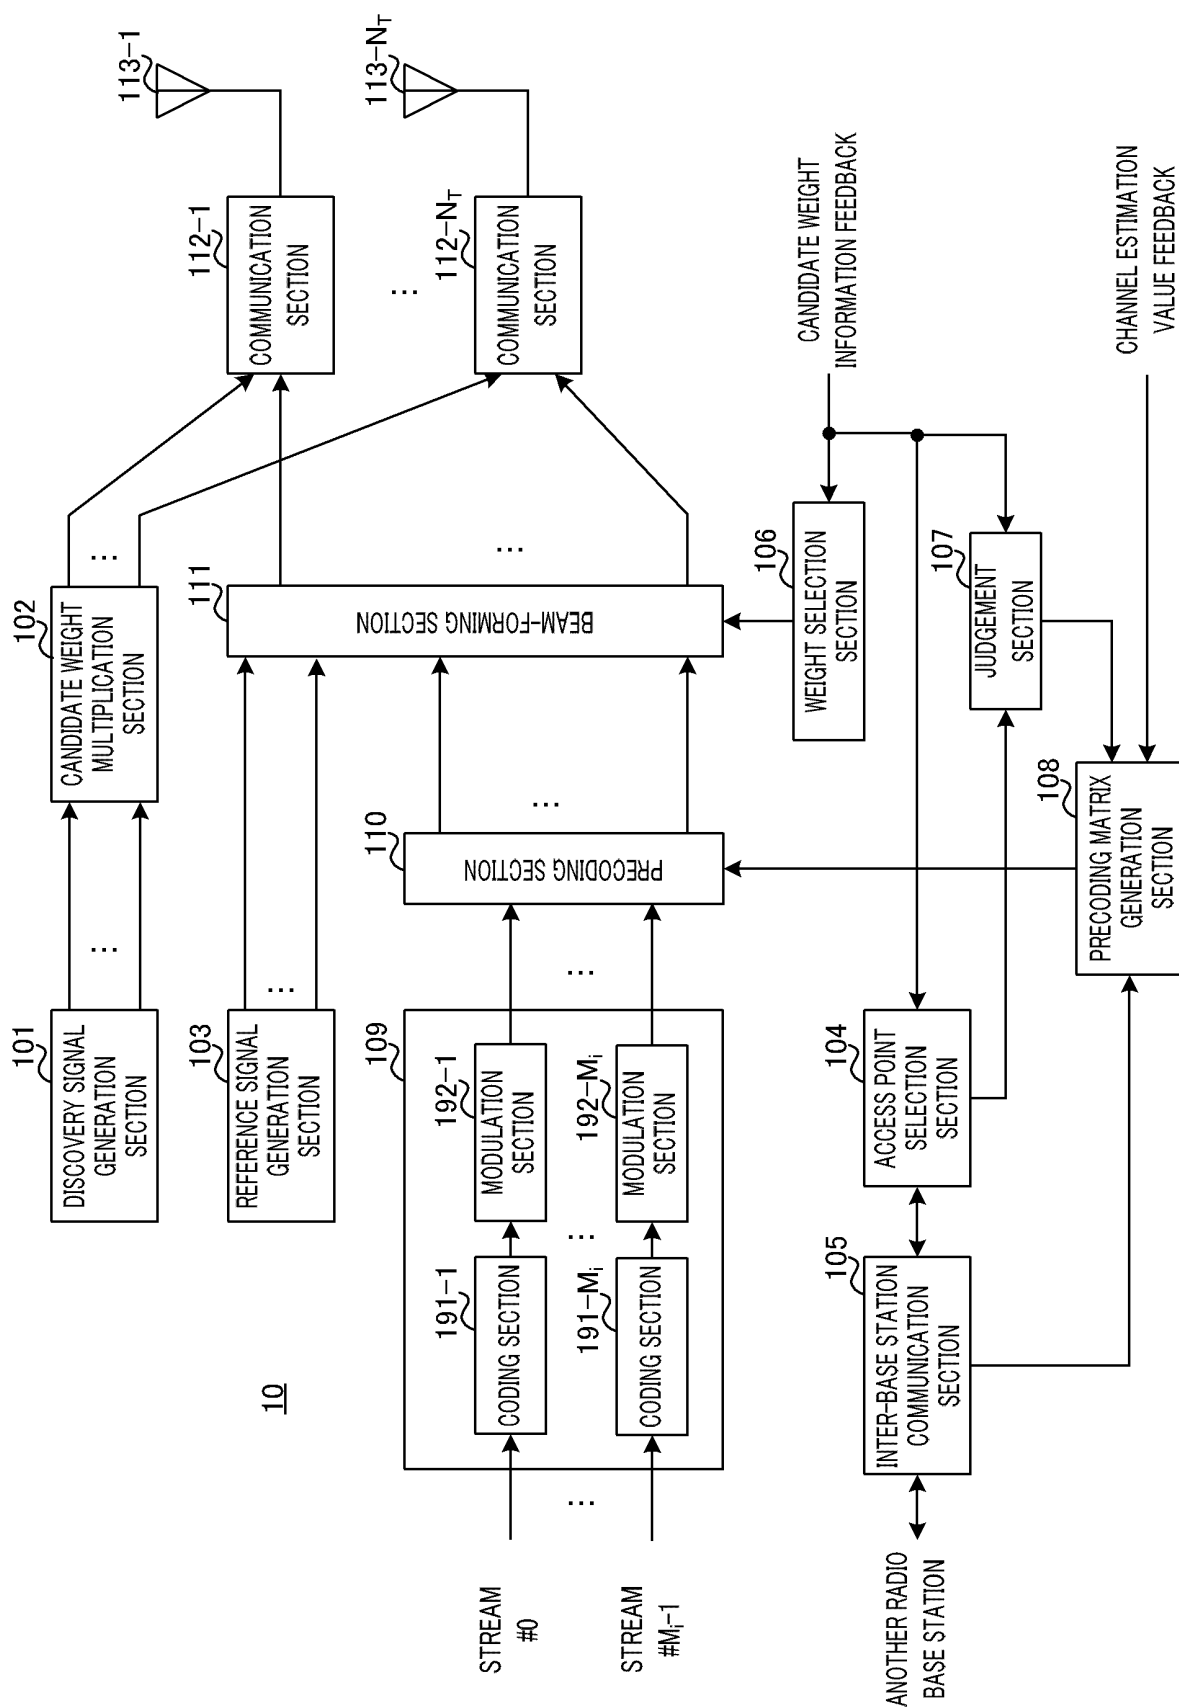 10
101
DISCOVERY SIGNAL
GENERATION
SECTION
...
102
CANDIDATE WEIGHT
MULTIPLICATION
SECTION
...
103
REFERENCE SIGNAL
GENERATION
SECTION
...
111
BEAM-FORMING SECTION
...
112-1
COMMUNICATION
SECTION
113-1
...
112-N_T
COMMUNICATION
SECTION
113-N_T
STREAM
#0
...
STREAM
#M_i-1
109
191-1
CODING SECTION
192-1
MODULATION
SECTION
...
191-M_i
CODING SECTION
192-M_i
MODULATION
SECTION
...
110
PRECODING SECTION
...
106
WEIGHT SELECTION
SECTION
CANDIDATE WEIGHT
INFORMATION FEEDBACK
ANOTHER RADIO
BASE STATION
105
INTER-BASE STATION
COMMUNICATION
SECTION
104
ACCESS POINT
SELECTION
SECTION
107
JUDGEMENT
SECTION
108
PRECODING MATRIX
GENERATION
SECTION
CHANNEL ESTIMATION
VALUE FEEDBACK